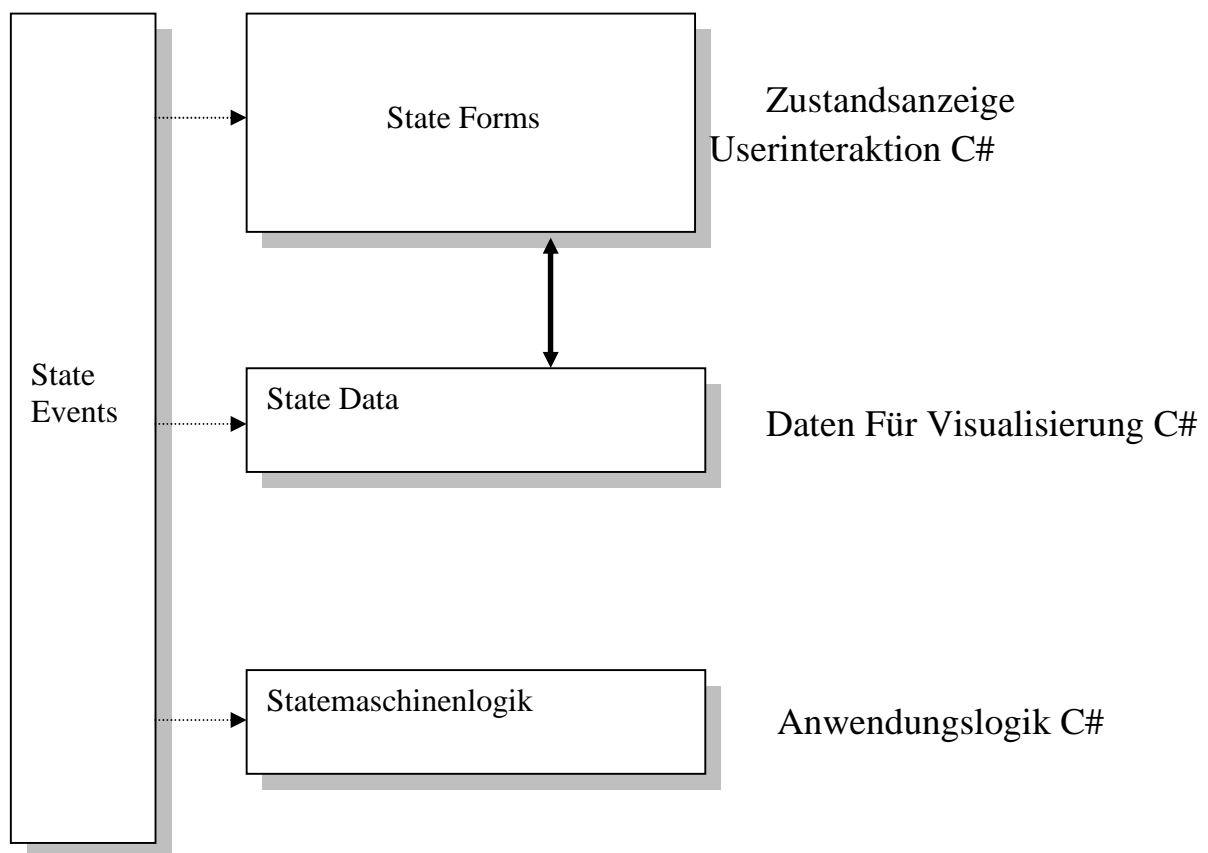 State Forms
Zustandsanzeige
Userinteraktion C#
State
Events
State Data
Daten Für Visualisierung C#
Statemaschinenlogik
Anwendungslogik C#